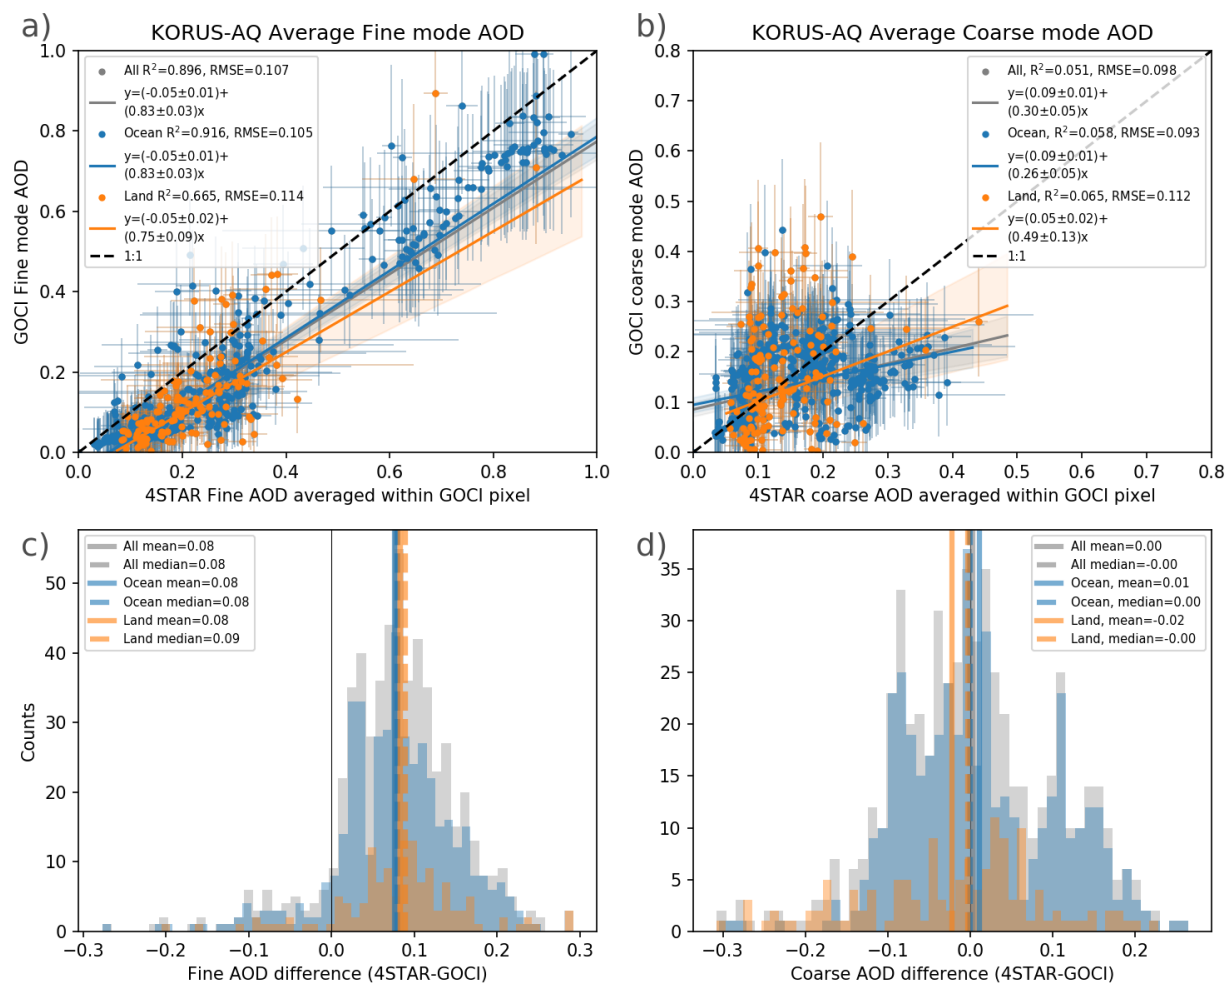 a)
KORUS-AQ Average Fine mode AOD
GOCI Fine mode AOD
1.0
0.8
0.6
0.4
0.2
0.0
All R²=0.896, RMSE=0.107
y=(-0.05±0.01)+
(0.83±0.03)x
Ocean R²=0.916, RMSE=0.105
y=(-0.05±0.01)+
(0.83±0.03)x
Land R²=0.665, RMSE=0.114
y=(-0.05±0.02)+
(0.75±0.09)x
1:1
0.0 0.2 0.4 0.6 0.8 1.0
4STAR Fine AOD averaged within GOCI pixel
b)
KORUS-AQ Average Coarse mode AOD
GOCI coarse mode AOD
0.8
0.7
0.6
0.5
0.4
0.3
0.2
0.1
0.0
All, R²=0.051, RMSE=0.098
y=(0.09±0.01)+
(0.30±0.05)x
Ocean, R²=0.058, RMSE=0.093
y=(0.09±0.01)+
(0.26±0.05)x
Land, R²=0.065, RMSE=0.112
y=(0.05±0.02)+
(0.49±0.13)x
1:1
0.0 0.1 0.2 0.3 0.4 0.5 0.6 0.7 0.8
4STAR coarse AOD averaged within GOCI pixel
c)
Counts
50
40
30
20
10
0
All mean=0.08
All median=0.08
Ocean mean=0.08
Ocean median=0.08
Land mean=0.08
Land median=0.09
−0.3 −0.2 −0.1 0.0 0.1 0.2 0.3
Fine AOD difference (4STAR-GOCI)
d)
35
30
25
20
15
10
5
0
All mean=0.00
All median=-0.00
Ocean, mean=0.01
Ocean, median=0.00
Land, mean=-0.02
Land, median=-0.00
−0.3 −0.2 −0.1 0.0 0.1 0.2
Coarse AOD difference (4STAR-GOCI)